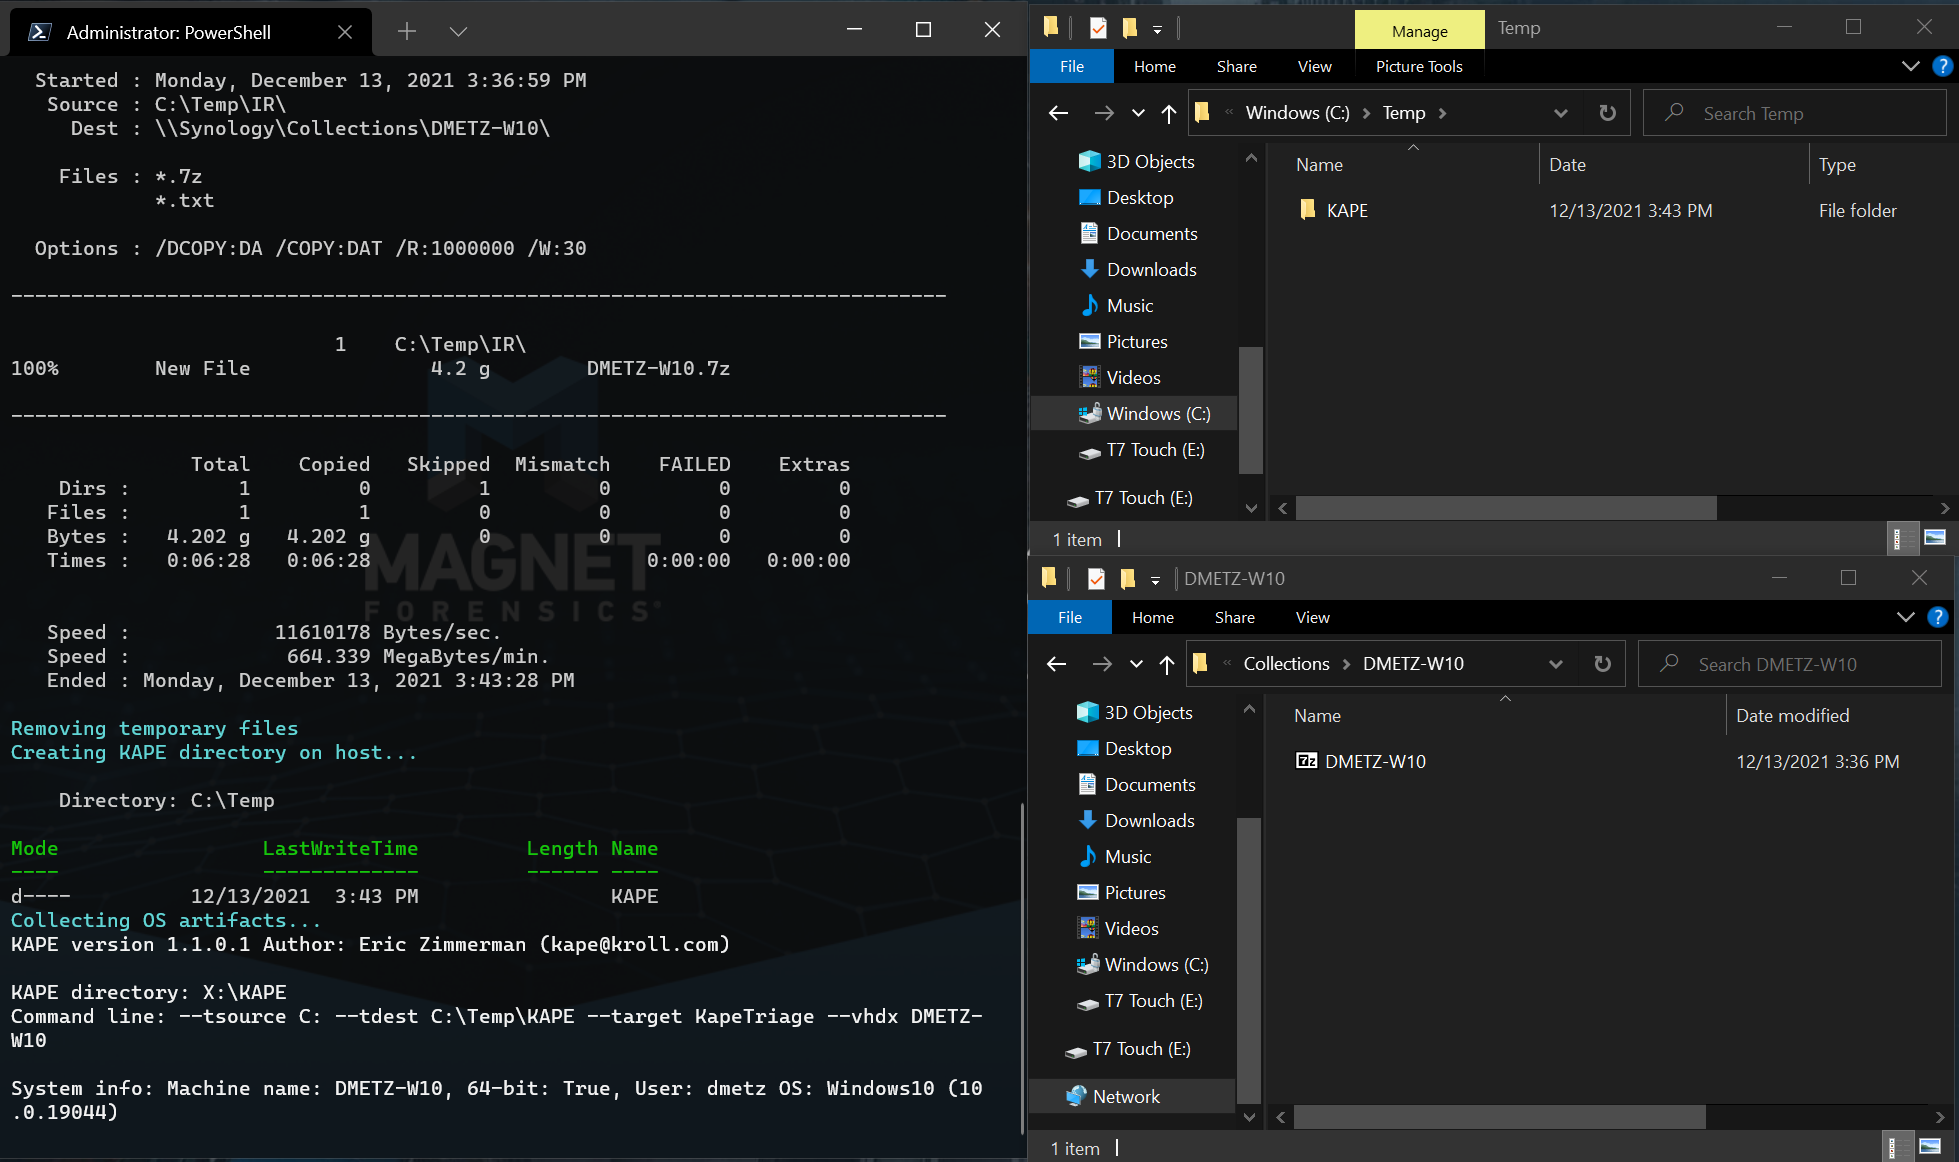 Administrator: PowerShell
Started : Monday, December 13, 2021 3:36:59 PM
Source : C:\Temp\IR\
Dest : \\Synology\Collections\DMETZ-W10\
Files : *.7z
*.txt
Options : /DCOPY:DA /COPY:DAT /R:1000000 /W:30
------------------------------------------------------------------------------
1    C:\Temp\IR\
100%        New File               4.2 g        DMETZ-W10.7z
------------------------------------------------------------------------------
Total    Copied   Skipped  Mismatch    FAILED    Extras
Dirs :         1         0         1         0         0         0
Files :         1         1         0         0         0         0
Bytes :   4.202 g   4.202 g         0         0         0         0
Times :   0:06:28   0:06:28                       0:00:00   0:00:00
MAGNET
FORENSICS
Speed :            11610178 Bytes/sec.
Speed :             664.339 MegaBytes/min.
Ended : Monday, December 13, 2021 3:43:28 PM
Removing temporary files
Creating KAPE directory on host...
Directory: C:\Temp
Mode                 LastWriteTime         Length Name
----                 -------------         ------ ----
d----          12/13/2021  3:43 PM                KAPE
Collecting OS artifacts...
KAPE version 1.1.0.1 Author: Eric Zimmerman (kape@kroll.com)
KAPE directory: X:\KAPE
Command line: --tsource C: --tdest C:\Temp\KAPE --target KapeTriage --vhdx DMETZ-
W10
System info: Machine name: DMETZ-W10, 64-bit: True, User: dmetz OS: Windows10 (10
.0.19044)
Manage
Temp
File Home Share View Picture Tools
?
« Windows (C:) > Temp >
Search Temp
3D Objects
Desktop
Documents
Downloads
Music
Pictures
Videos
Windows (C:)
T7 Touch (E:)
T7 Touch (E:)
Name Date Type
KAPE 12/13/2021 3:43 PM File folder
1 item
DMETZ-W10
File Home Share View
?
« Collections > DMETZ-W10
Search DMETZ-W10
3D Objects
Desktop
Documents
Downloads
Music
Pictures
Videos
Windows (C:)
T7 Touch (E:)
T7 Touch (E:)
Network
Name Date modified
7z DMETZ-W10 12/13/2021 3:36 PM
1 item